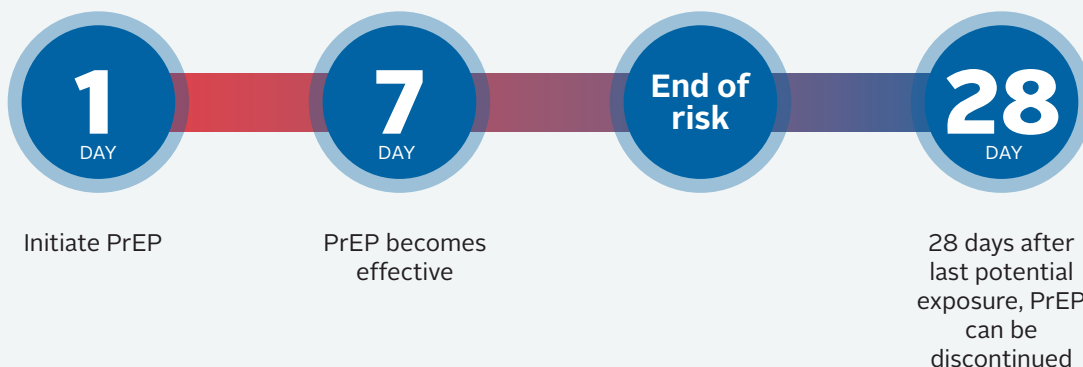 1
DAY
7
DAY
End of
risk
28
DAY
Initiate PrEP
PrEP becomes
effective
28 days after
last potential
exposure, PrEP
can be
discontinued